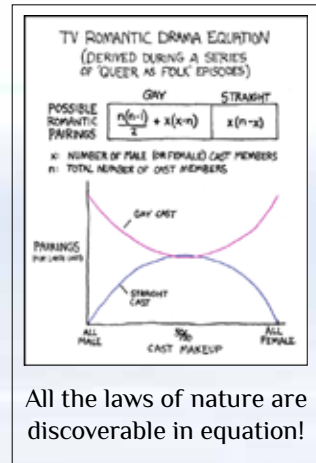 TV ROMANTIC DRAMA EQUATION
(DERIVED DURING A SERIES
OF 'QUEER AS FOLK' EPISODES)
GAY STRAIGHT
POSSIBLE
ROMANTIC
PAIRINGS
n(n-1)/2 + x(x-n) x(n-x)
x: NUMBER OF MALE (OR FEMALE) CAST MEMBERS
n: TOTAL NUMBER OF CAST MEMBERS
GAY CAST
PAIRINGS
STRAIGHT
CAST
ALL
MALE
50/50
ALL
FEMALE
CAST MAKEUP
All the laws of nature are
discoverable in equation!